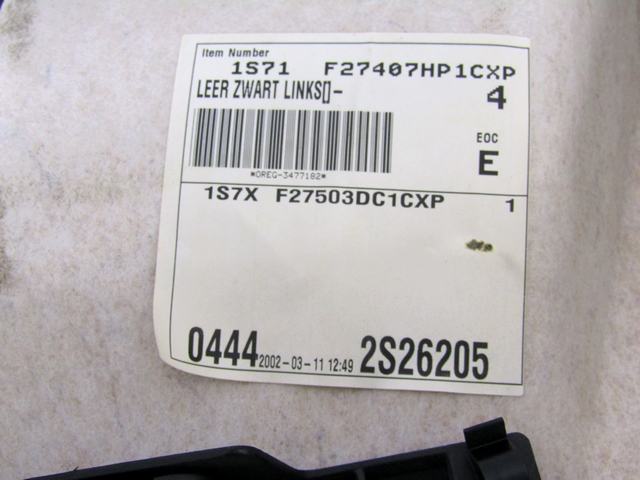 Item Number
1S71 F27407HP1CXP
LEER ZWART LINKS[]-
4
EOC
E
*OREG-3477182*
1S7X F27503DC1CXP 1
0444 2002-03-11 12:49 2S26205